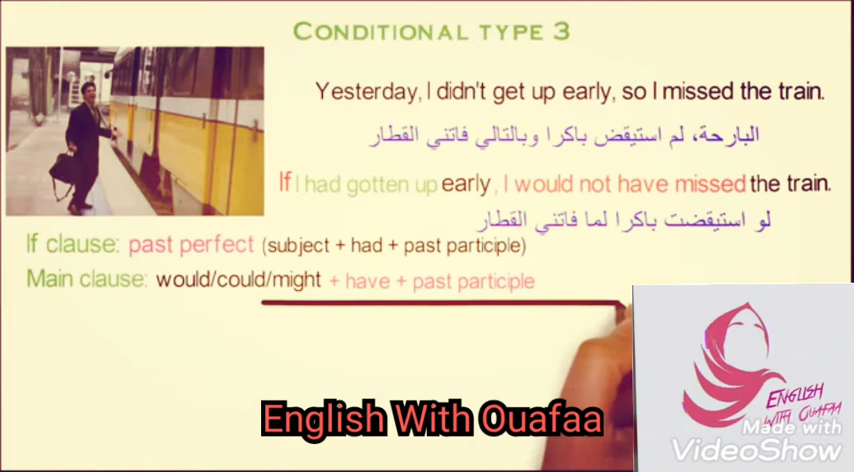 CONDITIONAL TYPE 3
Yesterday, I didn't get up early, so I missed the train.
البارحة، لم استيقض باكرا وبالتالي فاتني القطار
If I had gotten up early, I would not have missed the train.
لو استيقضت باكرا لما فاتني القطار
If clause: past perfect (subject + had + past participle)
Main clause: would/could/might + have + past participle
English With Ouafaa
ENGLISH
WITH OUAFAA
Made with
VideoShow